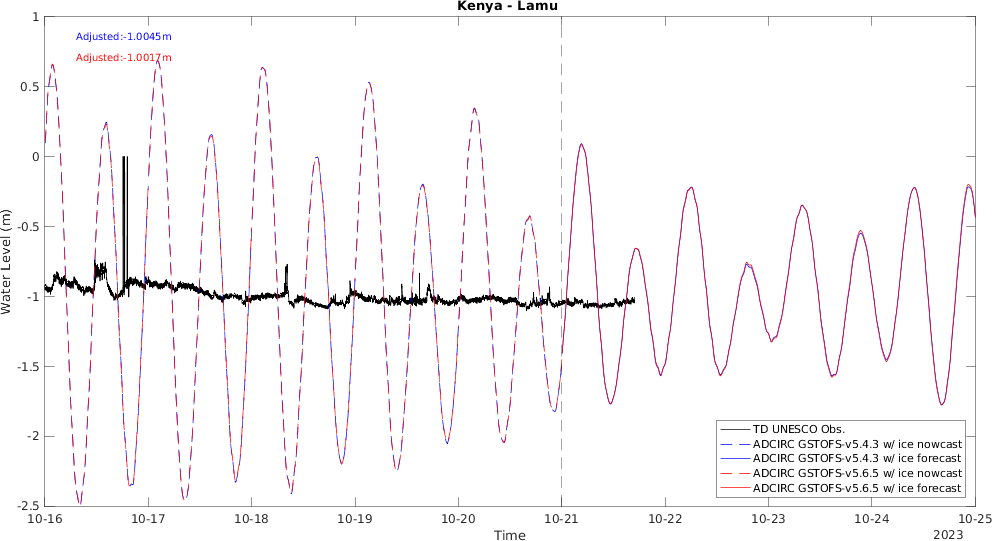 Kenya - Lamu
Adjusted:-1.0045m
Adjusted:-1.0017m
Water Level (m)
1
0.5
0
-0.5
-1
-1.5
-2
-2.5
10-16 10-17 10-18 10-19 10-20 10-21 10-22 10-23 10-24 10-25
Time
2023
TD UNESCO Obs.
ADCIRC GSTOFS-v5.4.3 w/ ice nowcast
ADCIRC GSTOFS-v5.4.3 w/ ice forecast
ADCIRC GSTOFS-v5.6.5 w/ ice nowcast
ADCIRC GSTOFS-v5.6.5 w/ ice forecast